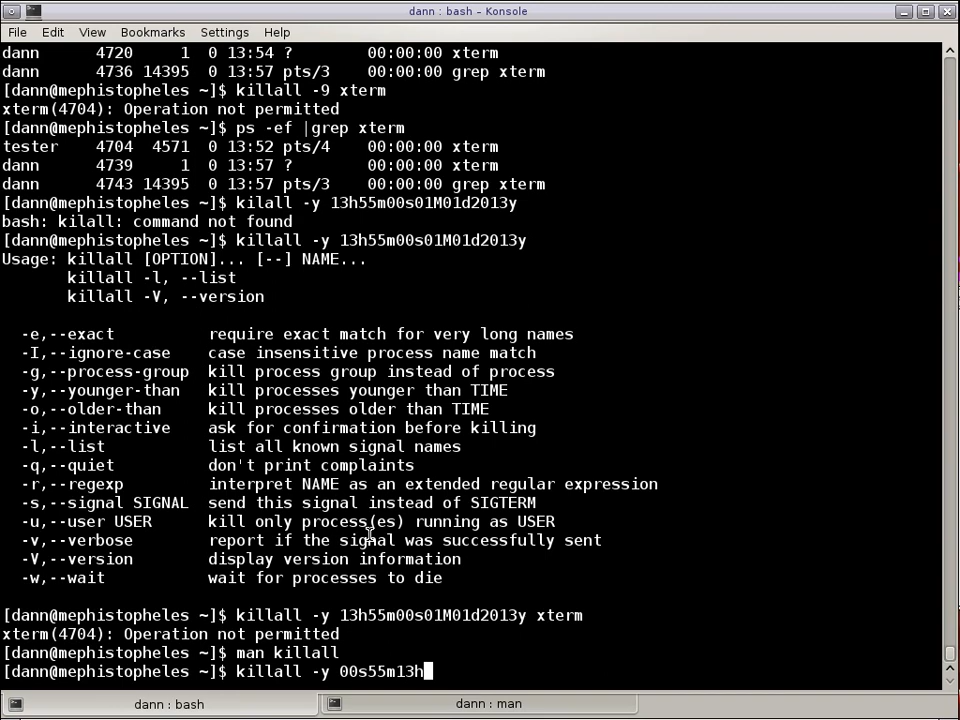 dann : bash - Konsole
File Edit View Bookmarks Settings Help
dann 4720 1 0 13:54 ? 00:00:00 xterm
dann 4736 14395 0 13:57 pts/3 00:00:00 grep xterm
[dann@mephistopheles ~]$ killall -9 xterm
xterm(4704): Operation not permitted
[dann@mephistopheles ~]$ ps -ef |grep xterm
tester 4704 4571 0 13:52 pts/4 00:00:00 xterm
dann 4739 1 0 13:57 ? 00:00:00 xterm
dann 4743 14395 0 13:57 pts/3 00:00:00 grep xterm
[dann@mephistopheles ~]$ kilall -y 13h55m00s01M01d2013y
bash: kilall: command not found
[dann@mephistopheles ~]$ killall -y 13h55m00s01M01d2013y
Usage: killall [OPTION]... [--] NAME...
killall -l, --list
killall -V, --version
-e,--exact require exact match for very long names
-I,--ignore-case case insensitive process name match
-g,--process-group kill process group instead of process
-y,--younger-than kill processes younger than TIME
-o,--older-than kill processes older than TIME
-i,--interactive ask for confirmation before killing
-l,--list list all known signal names
-q,--quiet don't print complaints
-r,--regexp interpret NAME as an extended regular expression
-s,--signal SIGNAL send this signal instead of SIGTERM
-u,--user USER kill only process(es) running as USER
-v,--verbose report if the signal was successfully sent
-V,--version display version information
-w,--wait wait for processes to die
[dann@mephistopheles ~]$ killall -y 13h55m00s01M01d2013y xterm
xterm(4704): Operation not permitted
[dann@mephistopheles ~]$ man killall
[dann@mephistopheles ~]$ killall -y 00s55m13h
dann : bash dann : man